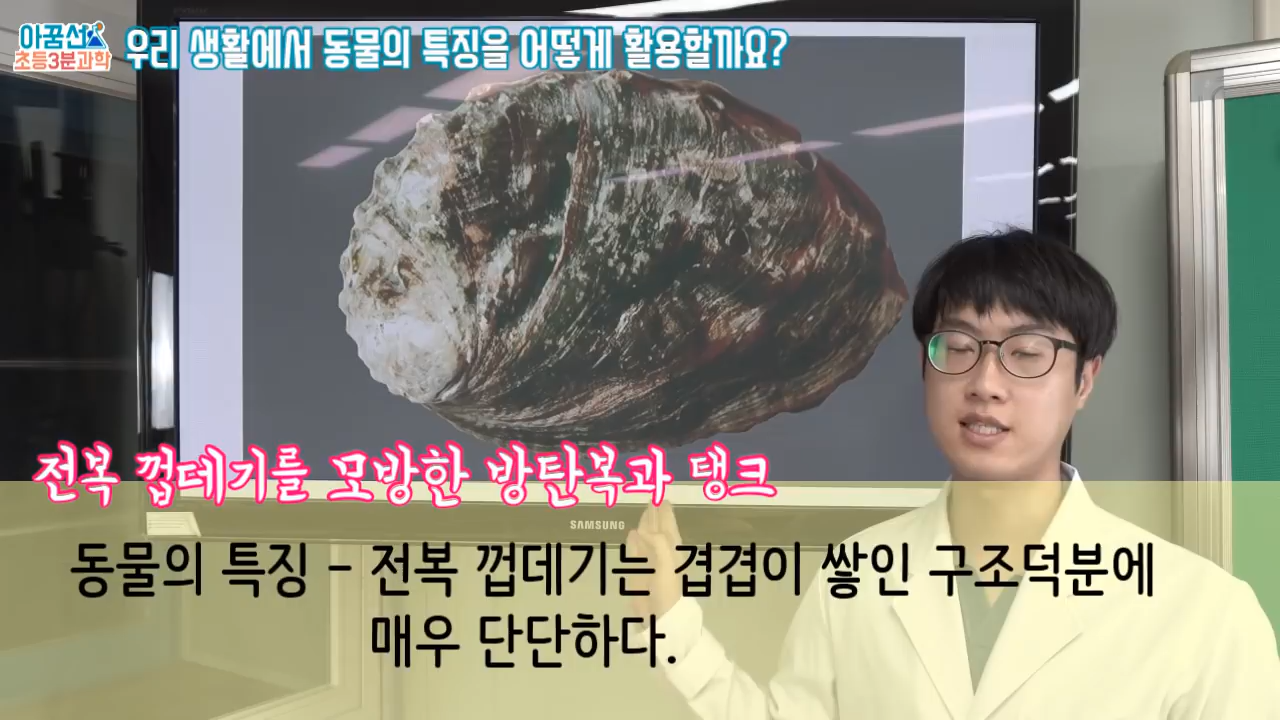 아꿈선
초등3분과학
우리 생활에서 동물의 특징을 어떻게 활용할까요?
전복 껍데기를 모방한 방탄복과 탱크
SAMSUNG
동물의 특징 - 전복 껍데기는 겹겹이 쌓인 구조덕분에
매우 단단하다.